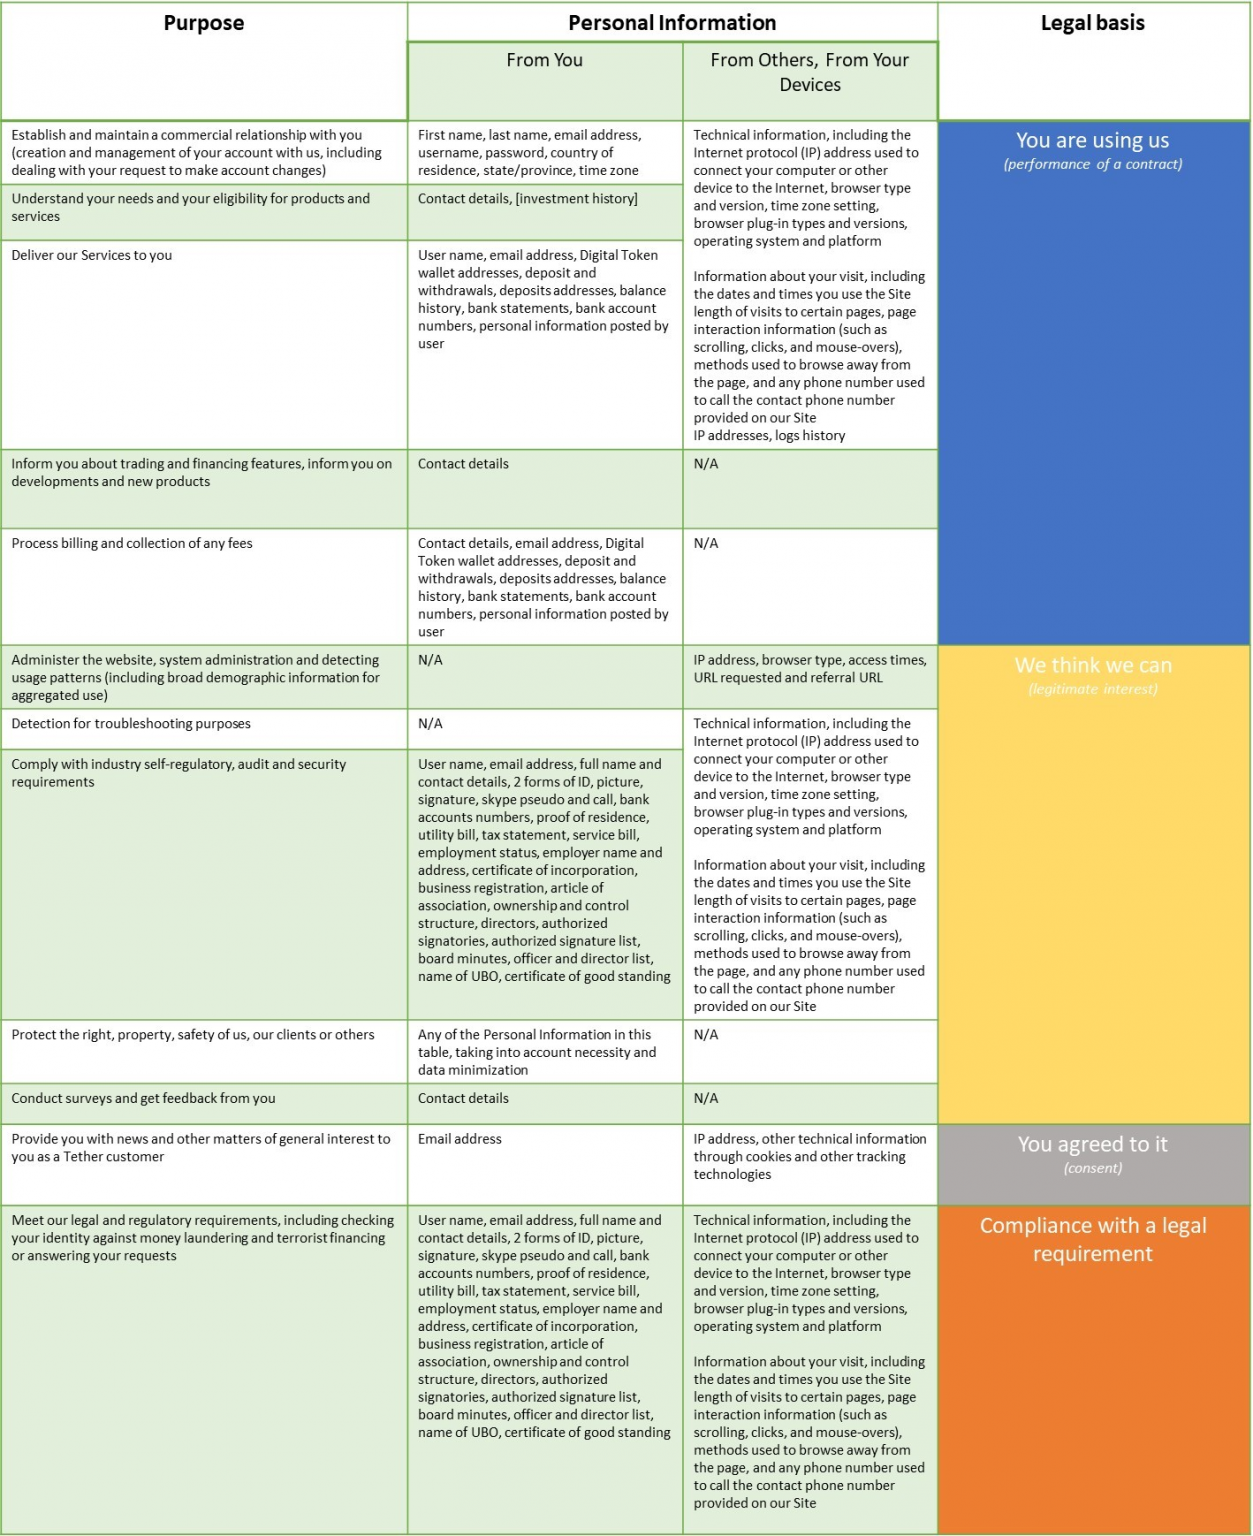 Purpose
Personal Information
Legal basis
From You
From Others, From Your
Devices
Establish and maintain a commercial relationship with you
(creation and management of your account with us, including
dealing with your request to make account changes)
First name, last name, email address,
username, password, country of
residence, state/province, time zone
Technical information, including the
Internet protocol (IP) address used to
connect your computer or other
device to the Internet, browser type
and version, time zone setting,
browser plug-in types and versions,
operating system and platform
Information about your visit, including
the dates and times you use the Site
length of visits to certain pages, page
interaction information (such as
scrolling, clicks, and mouse-overs),
methods used to browse away from
the page, and any phone number used
to call the contact phone number
provided on our Site
IP addresses, logs history
You are using us
(performance of a contract)
Understand your needs and your eligibility for products and
services
Contact details, [investment history]
Deliver our Services to you
User name, email address, Digital Token
wallet addresses, deposit and
withdrawals, deposits addresses, balance
history, bank statements, bank account
numbers, personal information posted by
user
Inform you about trading and financing features, inform you on
developments and new products
Contact details
N/A
Process billing and collection of any fees
Contact details, email address, Digital
Token wallet addresses, deposit and
withdrawals, deposits addresses, balance
history, bank statements, bank account
numbers, personal information posted by
user
N/A
Administer the website, system administration and detecting
usage patterns (including broad demographic information for
aggregated use)
N/A
IP address, browser type, access times,
URL requested and referral URL
We think we can
(legitimate interest)
Detection for troubleshooting purposes
N/A
Technical information, including the
Internet protocol (IP) address used to
connect your computer or other
device to the Internet, browser type
and version, time zone setting,
browser plug-in types and versions,
operating system and platform
Information about your visit, including
the dates and times you use the Site
length of visits to certain pages, page
interaction information (such as
scrolling, clicks, and mouse-overs),
methods used to browse away from
the page, and any phone number used
to call the contact phone number
provided on our Site
Comply with industry self-regulatory, audit and security
requirements
User name, email address, full name and
contact details, 2 forms of ID, picture,
signature, skype pseudo and call, bank
accounts numbers, proof of residence,
utility bill, tax statement, service bill,
employment status, employer name and
address, certificate of incorporation,
business registration, article of
association, ownership and control
structure, directors, authorized
signatories, authorized signature list,
board minutes, officer and director list,
name of UBO, certificate of good standing
Protect the right, property, safety of us, our clients or others
Any of the Personal Information in this
table, taking into account necessity and
data minimization
N/A
Conduct surveys and get feedback from you
Contact details
N/A
Provide you with news and other matters of general interest to
you as a Tether customer
Email address
IP address, other technical information
through cookies and other tracking
technologies
You agreed to it
(consent)
Meet our legal and regulatory requirements, including checking
your identity against money laundering and terrorist financing
or answering your requests
User name, email address, full name and
contact details, 2 forms of ID, picture,
signature, skype pseudo and call, bank
accounts numbers, proof of residence,
utility bill, tax statement, service bill,
employment status, employer name and
address, certificate of incorporation,
business registration, article of
association, ownership and control
structure, directors, authorized
signatories, authorized signature list,
board minutes, officer and director list,
name of UBO, certificate of good standing
Technical information, including the
Internet protocol (IP) address used to
connect your computer or other
device to the Internet, browser type
and version, time zone setting,
browser plug-in types and versions,
operating system and platform
Information about your visit, including
the dates and times you use the Site
length of visits to certain pages, page
interaction information (such as
scrolling, clicks, and mouse-overs),
methods used to browse away from
the page, and any phone number used
to call the contact phone number
provided on our Site
Compliance with a legal
requirement